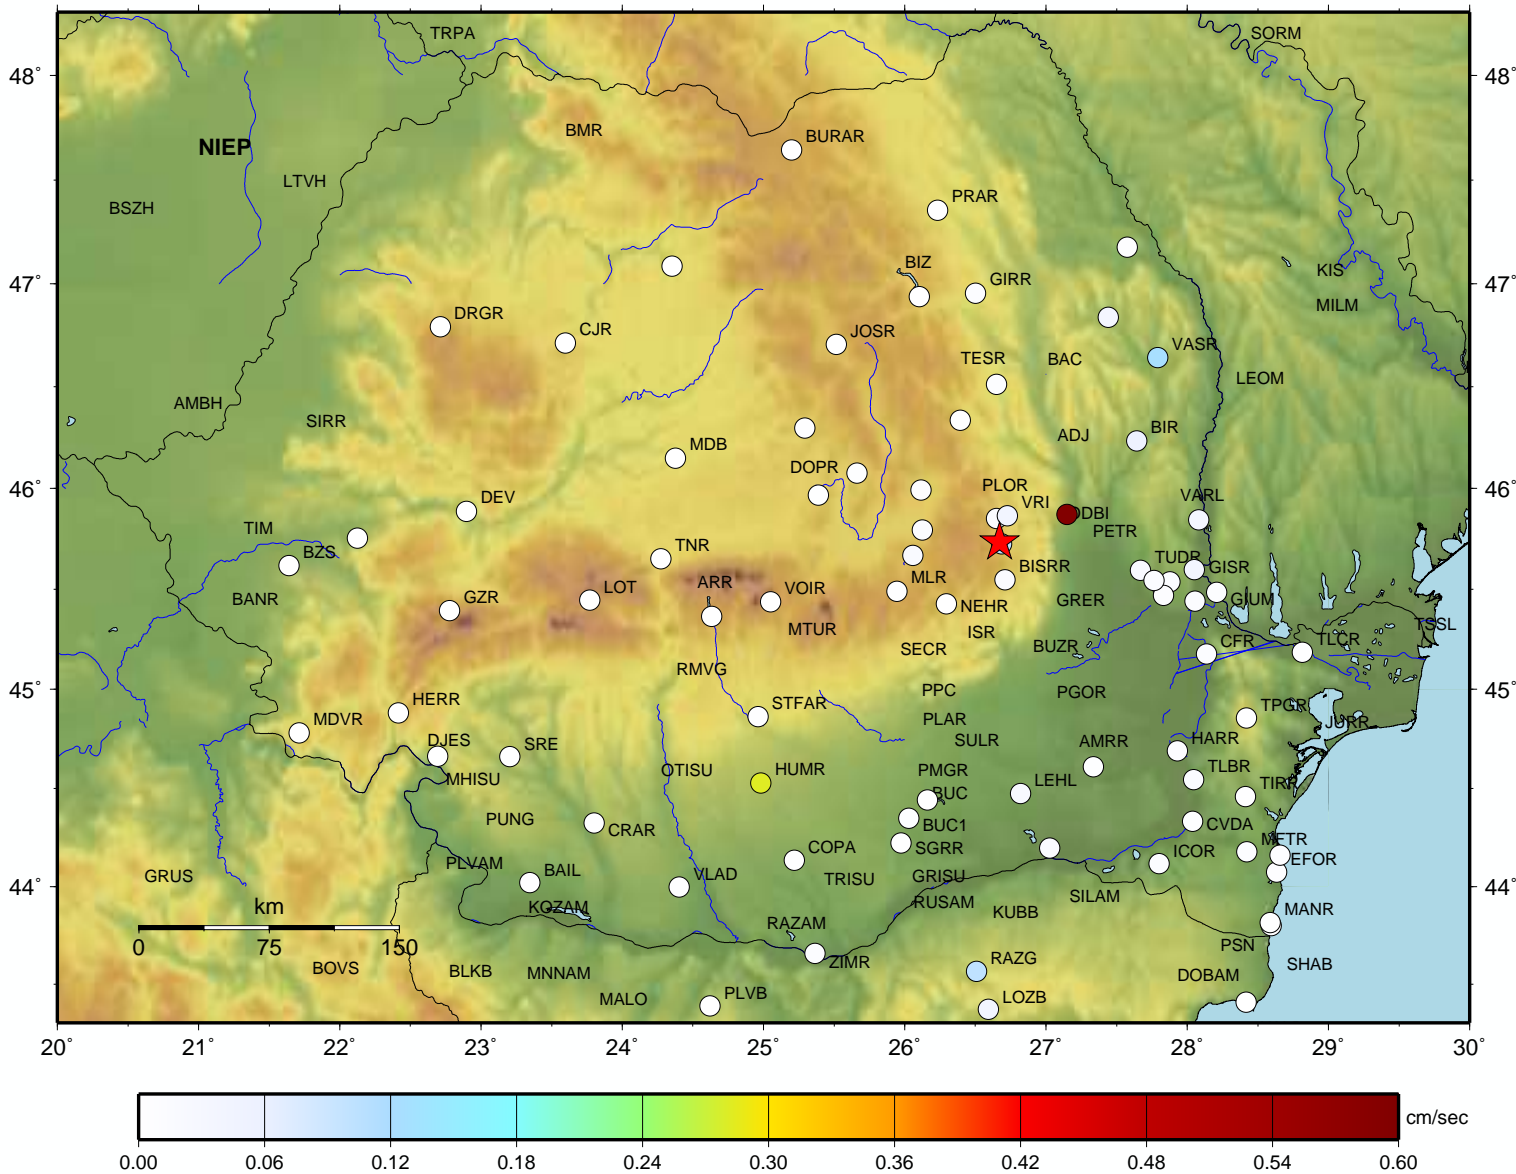 TRPA
SORM
48°
48°
BMR
BURAR
NIEP
LTVH
PRAR
BSZH
BIZ
GIRR
KIS
47°
47°
MILM
DRGR
CJR
JOSR
VASR
TESR
BAC
LEOM
AMBH
SIRR
BIR
ADJ
MDB
DOPR
PLOR
46°
46°
DEV
VARL
VRI
DDBI
TIM
PETR
BZS
TNR
TUDR
GISR
BISRR
ARR
MLR
LOT
VOIR
BANR
GZR
GRER
GIUM
NEHR
MTUR
ISR
TSSL
SECR
BUZR
CFR
TLCR
RMVG
45°
45°
PPC
PGOR
HERR
STFAR
TPGR
MDVR
PLAR
JURR
DJES
SRE
SULR
AMRR
HARR
OTISU
HUMR
PMGR
TLBR
MHISU
LEHL
TIRR
BUC
PUNG
CRAR
BUC1
CVDA
COPA
SGRR
MFTR
ICOR
EFOR
PLVAM
BAIL
VLAD
44°
44°
GRUS
TRISU
GRISU
km
KOZAM
RUSAM
SILAM
KUBB
MANR
RAZAM
0
75
150
PSN
BOVS
BLKB
MNNAM
ZIMR
RAZG
SHAB
DOBAM
MALO
PLVB
LOZB
20°
21°
22°
23°
24°
25°
26°
27°
28°
29°
30°
cm/sec
0.00
0.06
0.12
0.18
0.24
0.30
0.36
0.42
0.48
0.54
0.60